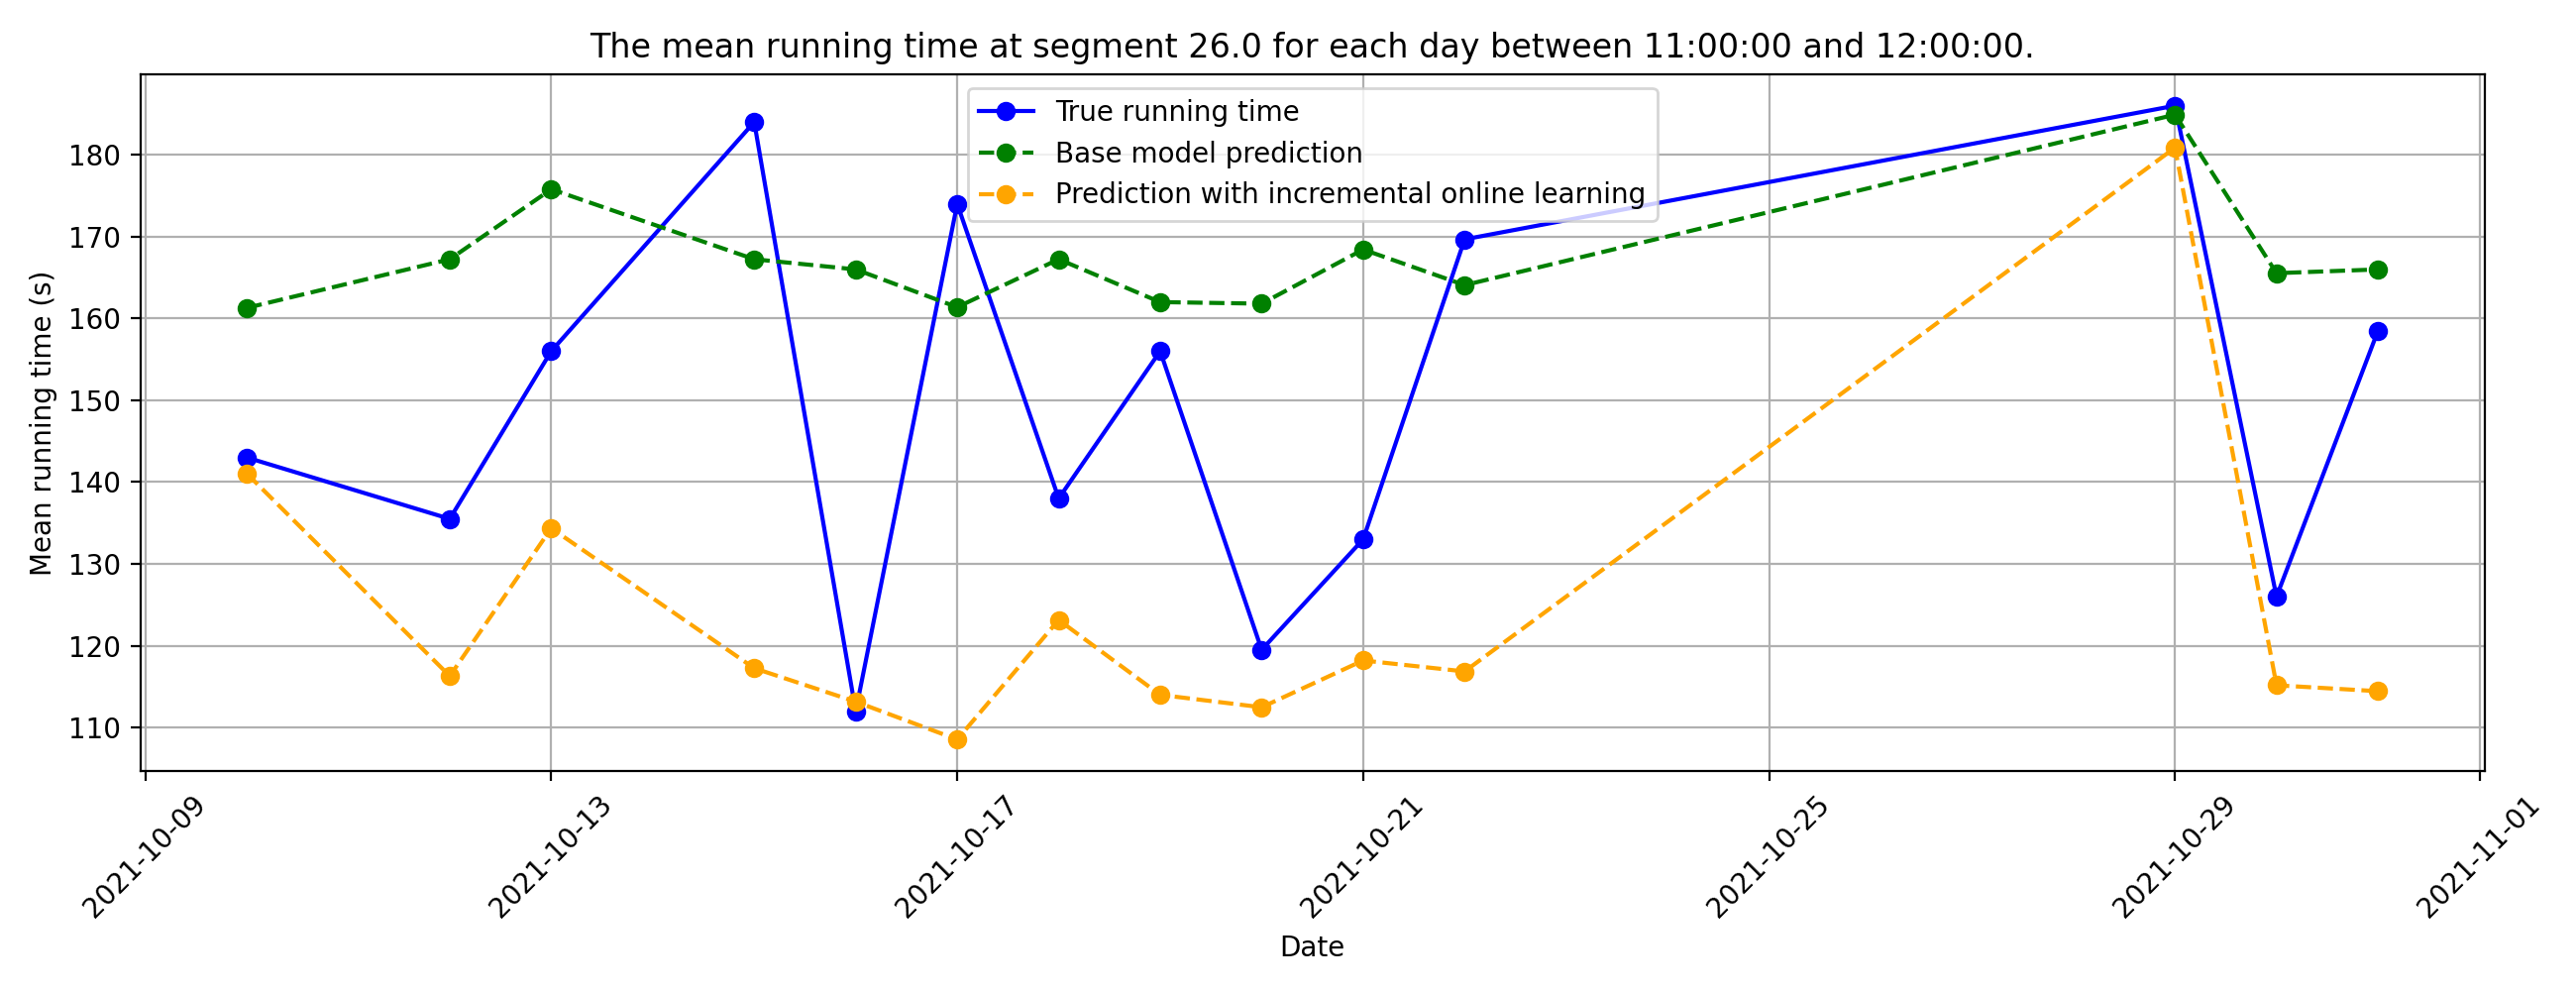 The mean running time at segment 26.0 for each day between 11:00:00 and 12:00:00.
True running time
Base model prediction
Prediction with incremental online learning
Mean running time (s)
180
170
160
150
140
130
120
110
2021-10-09
2021-10-13
2021-10-17
2021-10-21
2021-10-25
2021-10-29
2021-11-01
Date